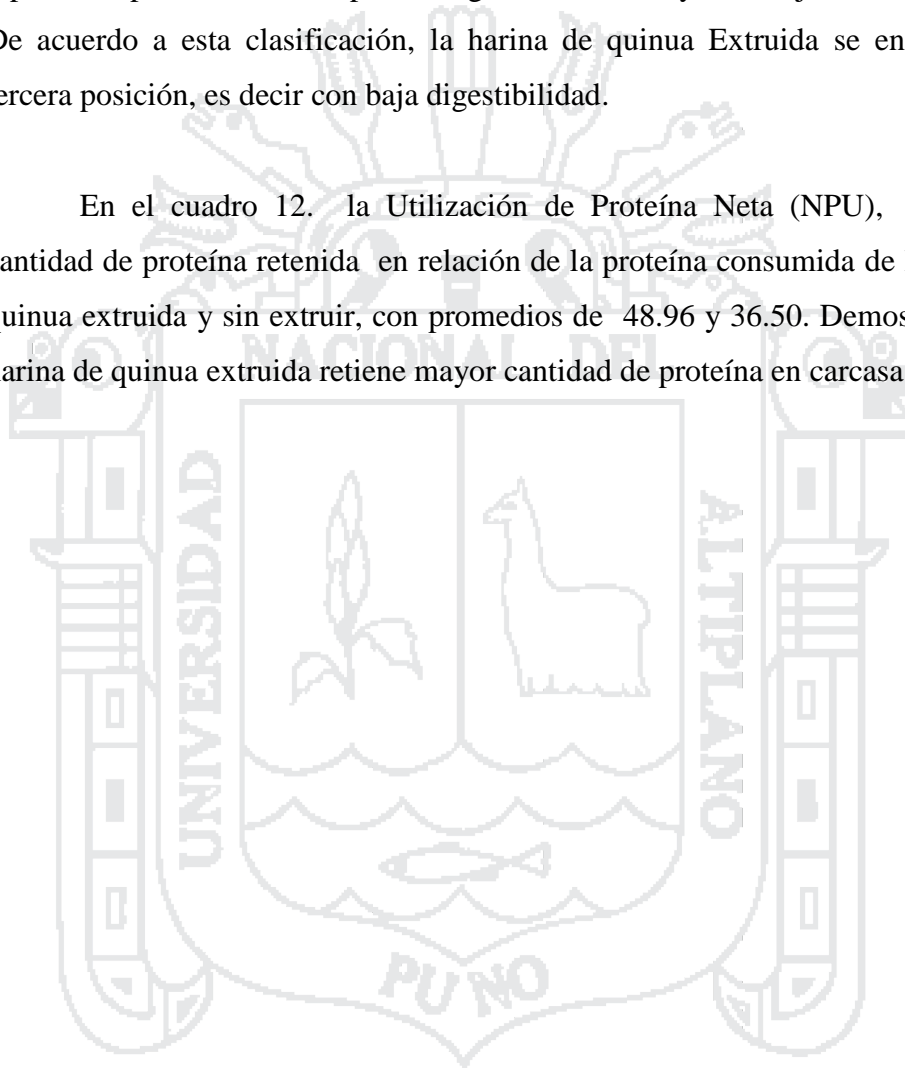 De acuerdo a esta clasificación, la harina de quinua Extruida se
tercera posición, es decir con baja digestibilidad.
En el cuadro 12. la Utilización de Proteína Neta (NPU),
cantidad de proteína retenida en relación de la proteína consumida de
quinua extruida y sin extruir, con promedios de 48.96 y 36.50.
harina de quinua extruida retiene mayor cantidad de proteína en carcasa
NACIONAL DEL
UNIVERSIDAD
ALTIPLANO
PUNO